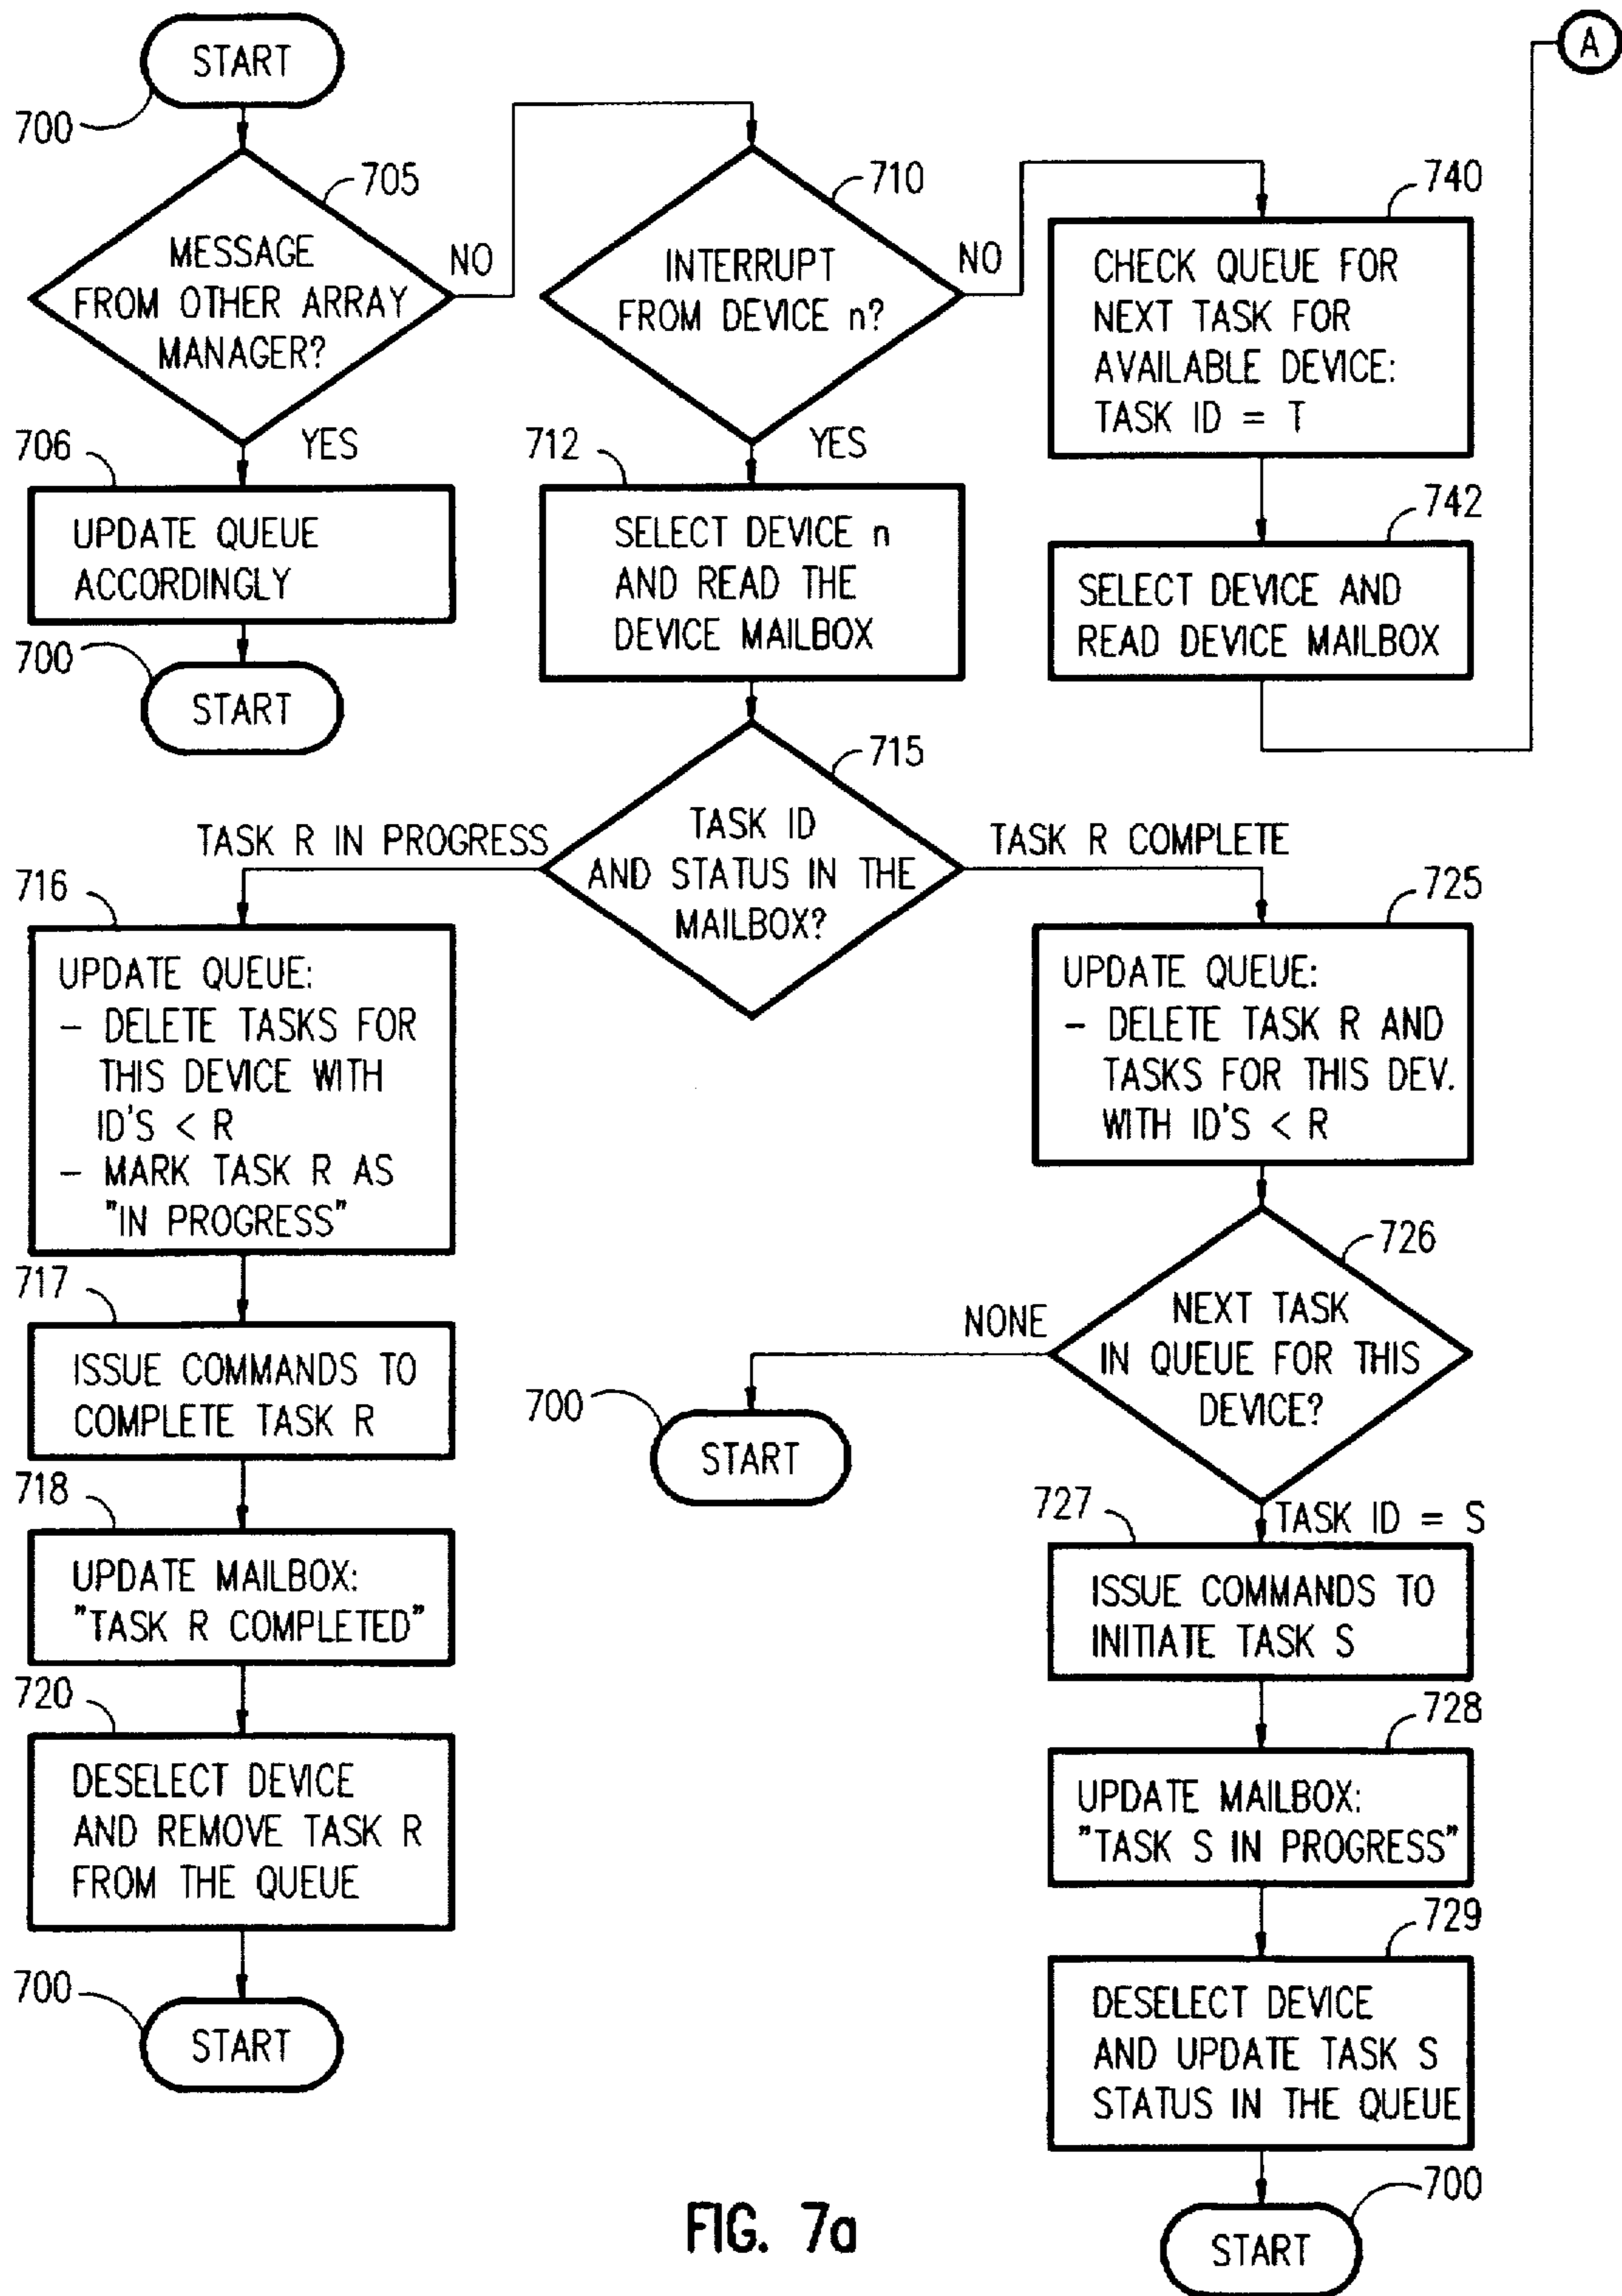 START
700
705
MESSAGE
FROM OTHER ARRAY
MANAGER?
NO
YES
706
UPDATE QUEUE
ACCORDINGLY
700
START
710
INTERRUPT
FROM DEVICE n?
NO
YES
712
SELECT DEVICE n
AND READ THE
DEVICE MAILBOX
740
CHECK QUEUE FOR
NEXT TASK FOR
AVAILABLE DEVICE:
TASK ID = T
742
SELECT DEVICE AND
READ DEVICE MAILBOX
A
715
TASK ID
AND STATUS IN THE
MAILBOX?
TASK R IN PROGRESS
TASK R COMPLETE
716
UPDATE QUEUE:
- DELETE TASKS FOR
THIS DEVICE WITH
ID'S < R
- MARK TASK R AS
"IN PROGRESS"
717
ISSUE COMMANDS TO
COMPLETE TASK R
718
UPDATE MAILBOX:
"TASK R COMPLETED"
720
DESELECT DEVICE
AND REMOVE TASK R
FROM THE QUEUE
700
START
725
UPDATE QUEUE:
- DELETE TASK R AND
TASKS FOR THIS DEV.
WITH ID'S < R
726
NEXT TASK
IN QUEUE FOR THIS
DEVICE?
NONE
700
START
TASK ID = S
727
ISSUE COMMANDS TO
INITIATE TASK S
728
UPDATE MAILBOX:
"TASK S IN PROGRESS"
729
DESELECT DEVICE
AND UPDATE TASK S
STATUS IN THE QUEUE
700
START
FIG. 7a